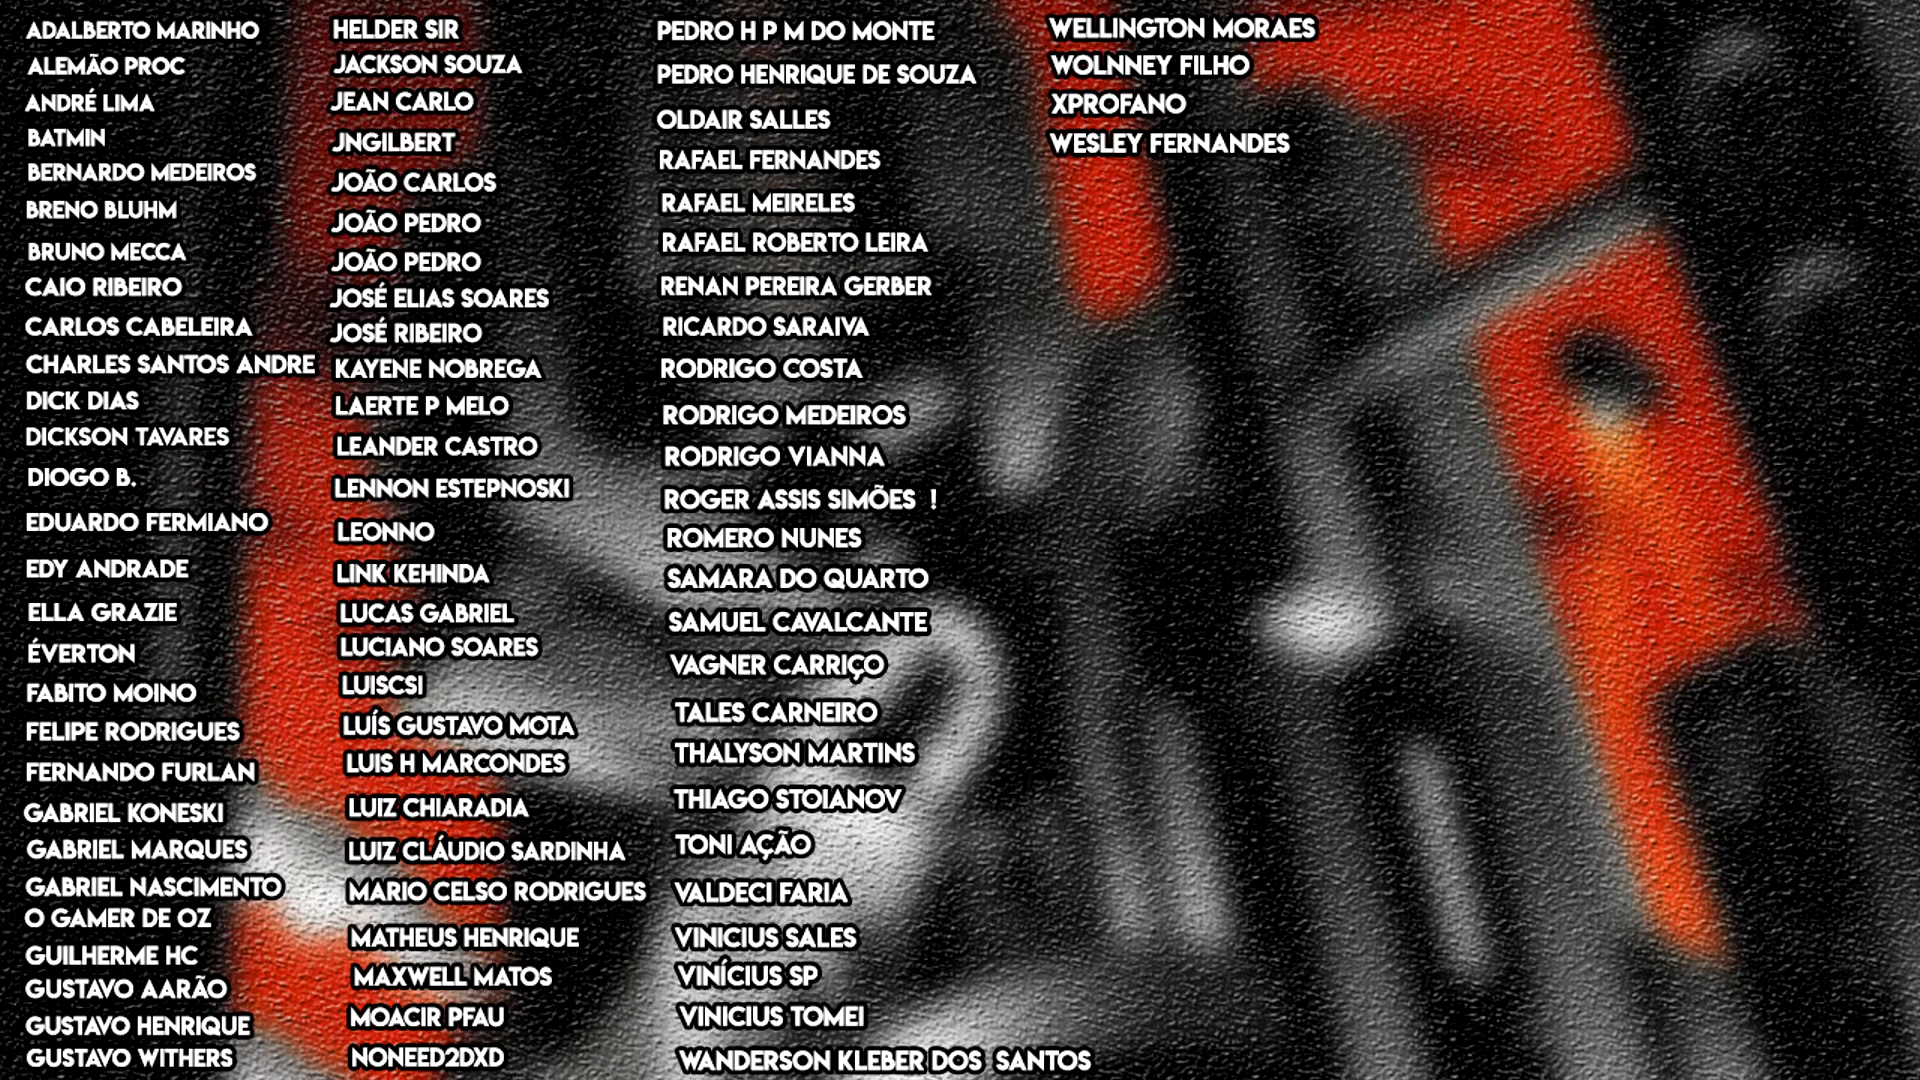 ADALBERTO MARINHO
ALEMÃO PROC
ANDRÉ LIMA
BATMIN
BERNARDO MEDEIROS
BRENO BLUHM
BRUNO MECCA
CAIO RIBEIRO
CARLOS CABELEIRA
CHARLES SANTOS ANDRE
DICK DIAS
DICKSON TAVARES
DIOGO B.
EDUARDO FERMIANO
EDY ANDRADE
ELLA GRAZIE
ÉVERTON
FABITO MOINO
FELIPE RODRIGUES
FERNANDO FURLAN
GABRIEL KONESKI
GABRIEL MARQUES
GABRIEL NASCIMENTO
O GAMER DE OZ
GUILHERME HC
GUSTAVO AARÃO
GUSTAVO HENRIQUE
GUSTAVO WITHERS
HELDER SIR
JACKSON SOUZA
JEAN CARLO
JNGILBERT
JOÃO CARLOS
JOÃO PEDRO
JOÃO PEDRO
JOSÉ ELIAS SOARES
JOSÉ RIBEIRO
KAYENE NOBREGA
LAERTE P MELO
LEANDER CASTRO
LENNON ESTEPNOSKI
LEONNO
LINK KEHINDA
LUCAS GABRIEL
LUCIANO SOARES
LUISCSI
LUÍS GUSTAVO MOTA
LUIS H MARCONDES
LUIZ CHIARADIA
LUIZ CLÁUDIO SARDINHA
MARIO CELSO RODRIGUES
MATHEUS HENRIQUE
MAXWELL MATOS
MOACIR PFAU
NONEED2DXD
PEDRO H P M DO MONTE
PEDRO HENRIQUE DE SOUZA
OLDAIR SALLES
RAFAEL FERNANDES
RAFAEL MEIRELES
RAFAEL ROBERTO LEIRA
RENAN PEREIRA GERBER
RICARDO SARAIVA
RODRIGO COSTA
RODRIGO MEDEIROS
RODRIGO VIANNA
ROGER ASSIS SIMÕES !
ROMERO NUNES
SAMARA DO QUARTO
SAMUEL CAVALCANTE
VAGNER CARRIÇO
TALES CARNEIRO
THALYSON MARTINS
THIAGO STOIANOV
TONI AÇÃO
VALDECI FARIA
VINICIUS SALES
VINÍCIUS SP
VINICIUS TOMEI
WANDERSON KLEBER DOS SANTOS
WELLINGTON MORAES
WOLNNEY FILHO
XPROFANO
WESLEY FERNANDES